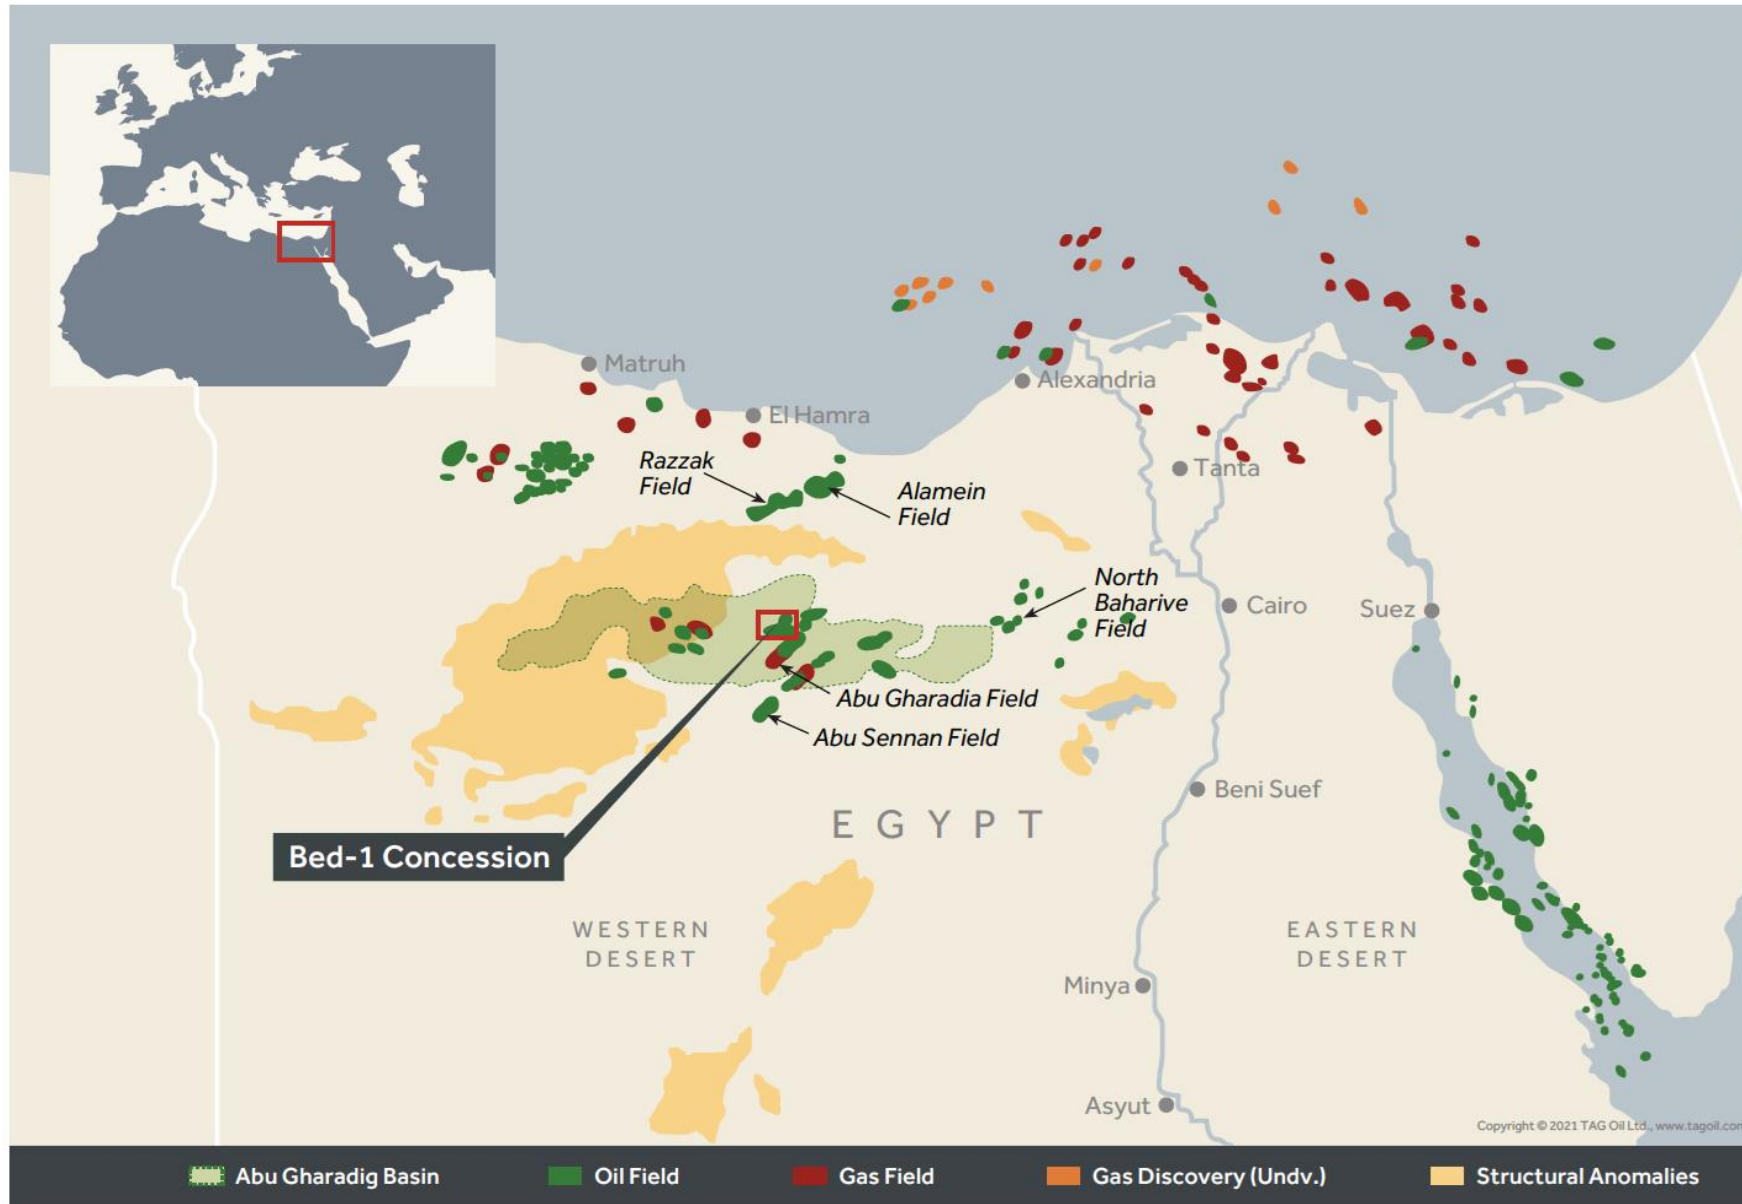 Matruh
El Hamra
Alexandria
Razzak
Field
Alamein
Field
Tanta
North
Baharive
Field
Cairo
Suez
Abu Gharadia Field
Abu Sennan Field
Beni Suef
EGYPT
Bed-1 Concession
WESTERN
DESERT
EASTERN
DESERT
Minya
Asyut
Copyright © 2021 TAG Oil Ltd., www.tagoil.com
Abu Gharadig Basin
Oil Field
Gas Field
Gas Discovery (Undv.)
Structural Anomalies